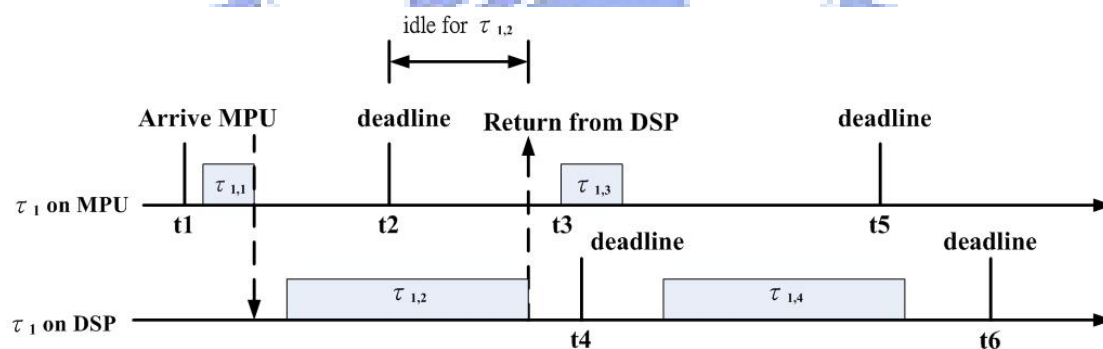 idle for τ 1,2
Arrive MPU
deadline
Return from DSP
deadline
τ 1,1
τ 1,3
τ 1 on MPU
t1
t2
t3
t5
deadline
deadline
τ 1,2
τ 1,4
τ 1 on DSP
t4
t6